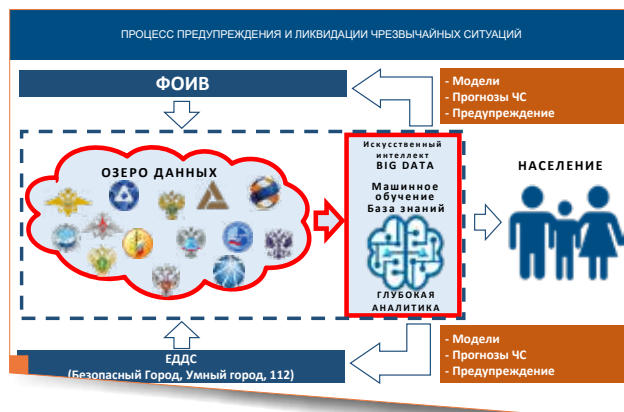 ПРОЦЕСС ПРЕДУПРЕЖДЕНИЯ И ЛИКВИДАЦИИ ЧРЕЗВЫЧАЙНЫХ СИТУАЦИЙ
ФОИВ
- Модели
- Прогнозы ЧС
- Предупреждение
ОЗЕРО ДАННЫХ
Искусственный
интеллект
BIG DATA
Машинное
обучение
База знаний
ГЛУБОКАЯ
АНАЛИТИКА
НАСЕЛЕНИЕ
ЕДДС
(Безопасный Город, Умный город, 112)
- Модели
- Прогнозы ЧС
- Предупреждение